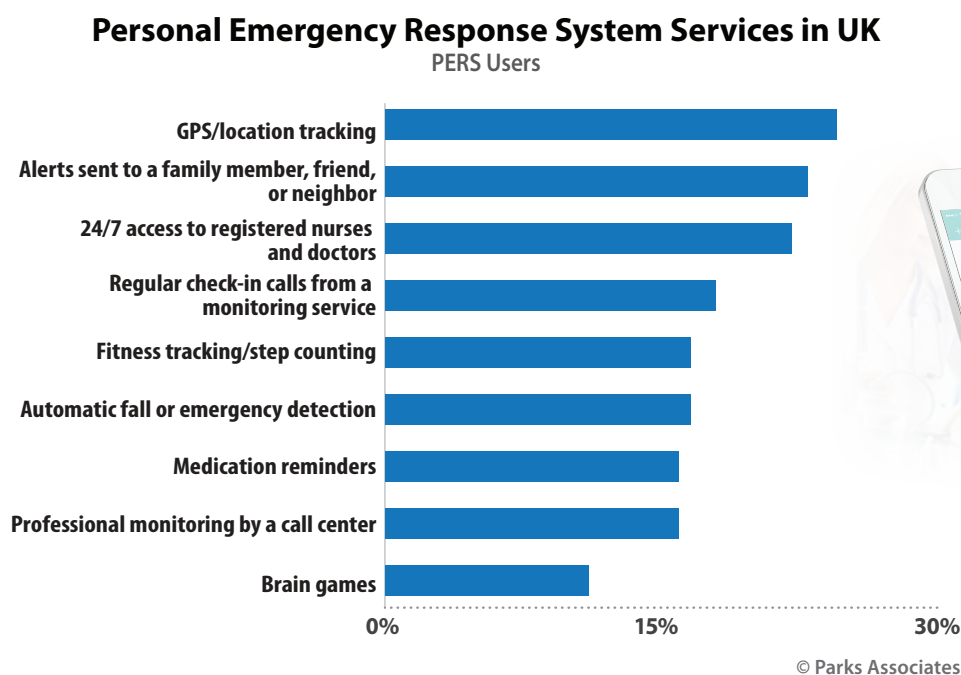 Personal Emergency Response System Services in UK
PERS Users
GPS/location tracking
Alerts sent to a family member, friend,
or neighbor
24/7 access to registered nurses
and doctors
Regular check-in calls from a
monitoring service
Fitness tracking/step counting
Automatic fall or emergency detection
Medication reminders
Professional monitoring by a call center
Brain games
0% 15% 30%
© Parks Associates